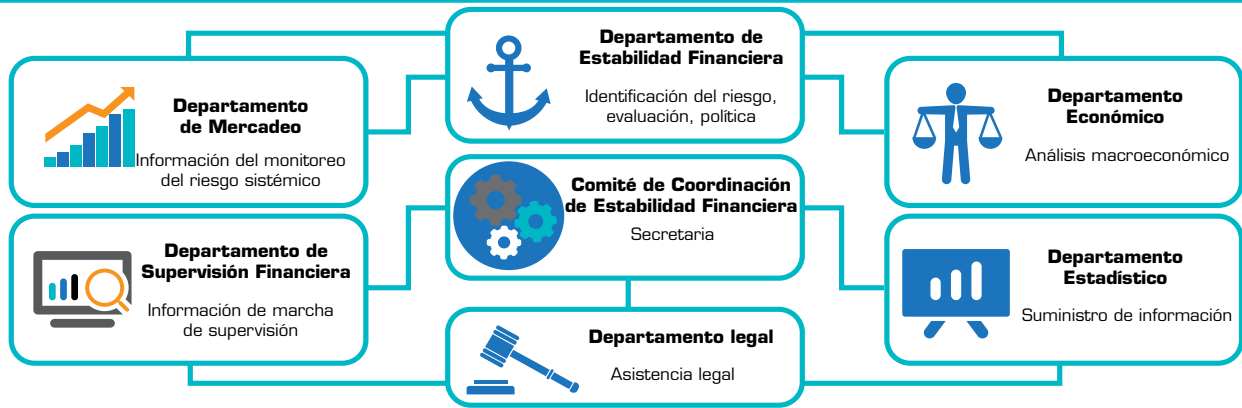 Departamento de
Estabilidad Financiera
Identificación del riesgo,
evaluación, política
Departamento
de Mercadeo
Información del monitoreo
del riesgo sistémico
Departamento
Económico
Análisis macroeconómico
Comité de Coordinación
de Estabilidad Financiera
Secretaria
Departamento de
Supervisión Financiera
Información de marcha
de supervisión
Departamento
Estadístico
Suministro de información
Departamento legal
Asistencia legal